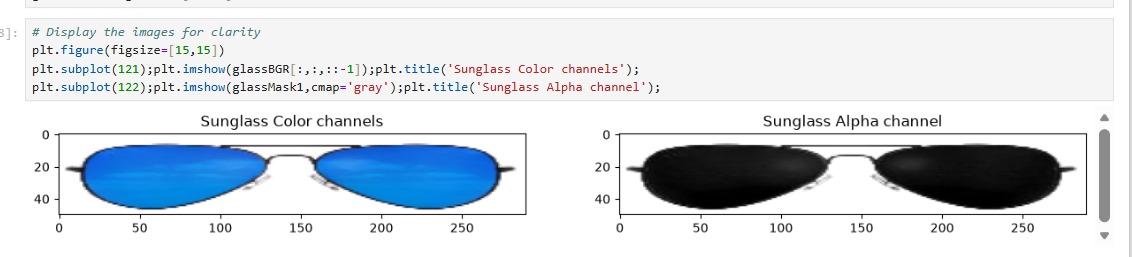 8]:
# Display the images for clarity
plt.figure(figsize=[15,15])
plt.subplot(121);plt.imshow(glassBGR[:,:,::-1]);plt.title('Sunglass Color channels');
plt.subplot(122);plt.imshow(glassMask1,cmap='gray');plt.title('Sunglass Alpha channel');
Sunglass Color channels
0
20
40
0 50 100 150 200 250
Sunglass Alpha channel
0
20
40
0 50 100 150 200 250